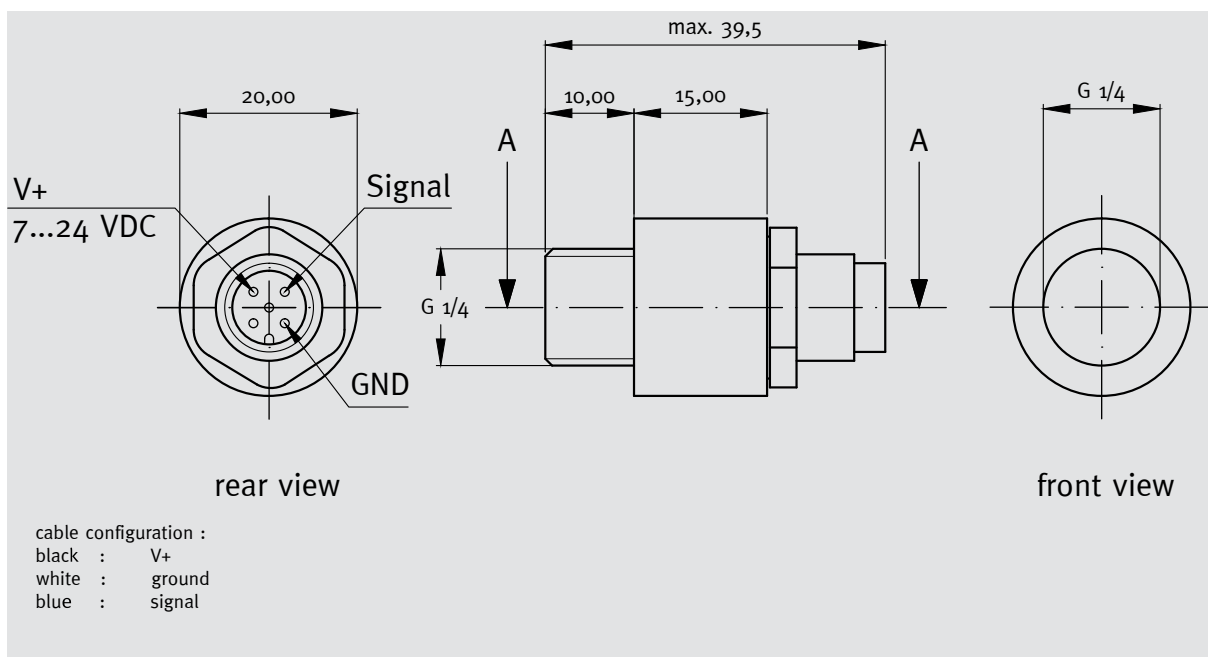 max. 39,5
20,00
10,00
15,00
G 1/4
A
A
V+
Signal
7...24 VDC
G 1/4
GND
rear view
front view
cable configuration :
black : V+
white : ground
blue : signal